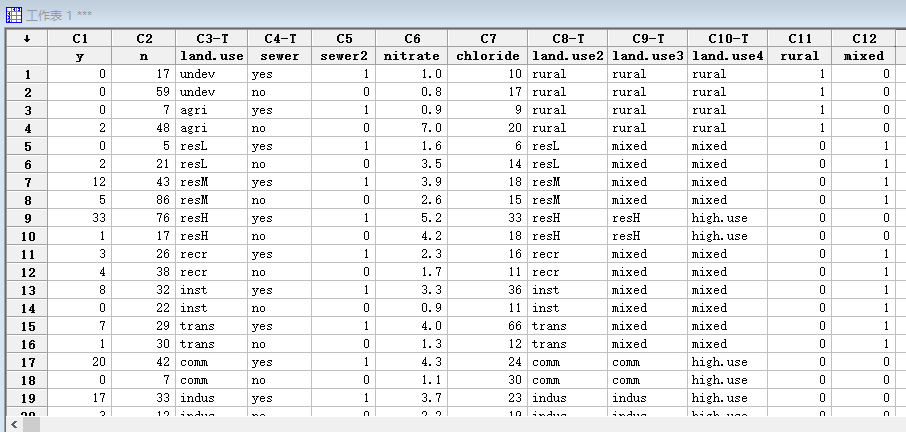 工作表 1 ***
↓ C1 C2 C3-T C4-T C5 C6 C7 C8-T C9-T C10-T C11 C12
y n land.use sewer sewer2 nitrate chloride land.use2 land.use3 land.use4 rural mixed
1 0 17 undev yes 1 1.0 10 rural rural rural 1 0
2 0 59 undev no 0 0.8 17 rural rural rural 1 0
3 0 7 agri yes 1 0.9 9 rural rural rural 1 0
4 2 48 agri no 0 7.0 20 rural rural rural 1 0
5 0 5 resL yes 1 1.6 6 resL mixed mixed 0 1
6 2 21 resL no 0 3.5 14 resL mixed mixed 0 1
7 12 43 resM yes 1 3.9 18 resM mixed mixed 0 1
8 5 86 resM no 0 2.6 15 resM mixed mixed 0 1
9 33 76 resH yes 1 5.2 33 resH resH high.use 0 0
10 1 17 resH no 0 4.2 18 resH resH high.use 0 0
11 3 26 recr yes 1 2.3 16 recr mixed mixed 0 1
12 4 38 recr no 0 1.7 11 recr mixed mixed 0 1
13 8 32 inst yes 1 3.3 36 inst mixed mixed 0 1
14 0 22 inst no 0 0.9 11 inst mixed mixed 0 1
15 7 29 trans yes 1 4.0 66 trans mixed mixed 0 1
16 1 30 trans no 0 1.3 12 trans mixed mixed 0 1
17 20 42 comm yes 1 4.3 24 comm comm high.use 0 0
18 0 7 comm no 0 1.1 30 comm comm high.use 0 0
19 17 33 indus yes 1 3.7 23 indus indus high.use 0 0
indus no indus indus high.use